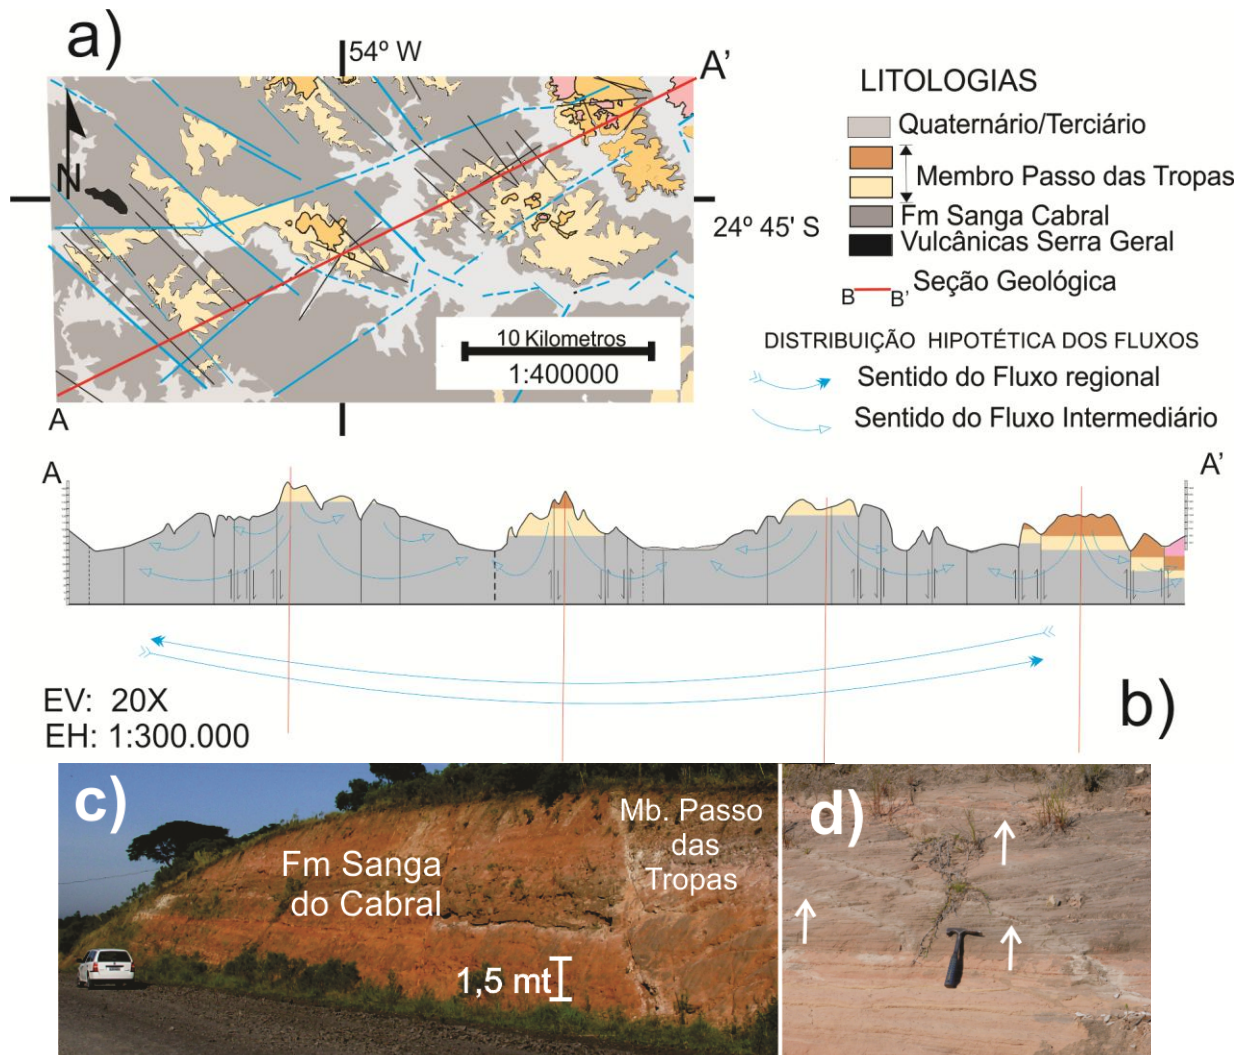 a)
54º W
A'
N
24º 45' S
10 Kilometros
1:400000
A
LITOLOGIAS
Quaternário/Terciário
Membro Passo das Tropas
Fm Sanga Cabral
Vulcânicas Serra Geral
B B' Seção Geológica
DISTRIBUIÇÃO HIPOTÉTICA DOS FLUXOS
Sentido do Fluxo regional
Sentido do Fluxo Intermediário
A
A'
EV: 20X
EH: 1:300.000
b)
c)
Fm Sanga
do Cabral
Mb. Passo
das
Tropas
1,5 mt
d)